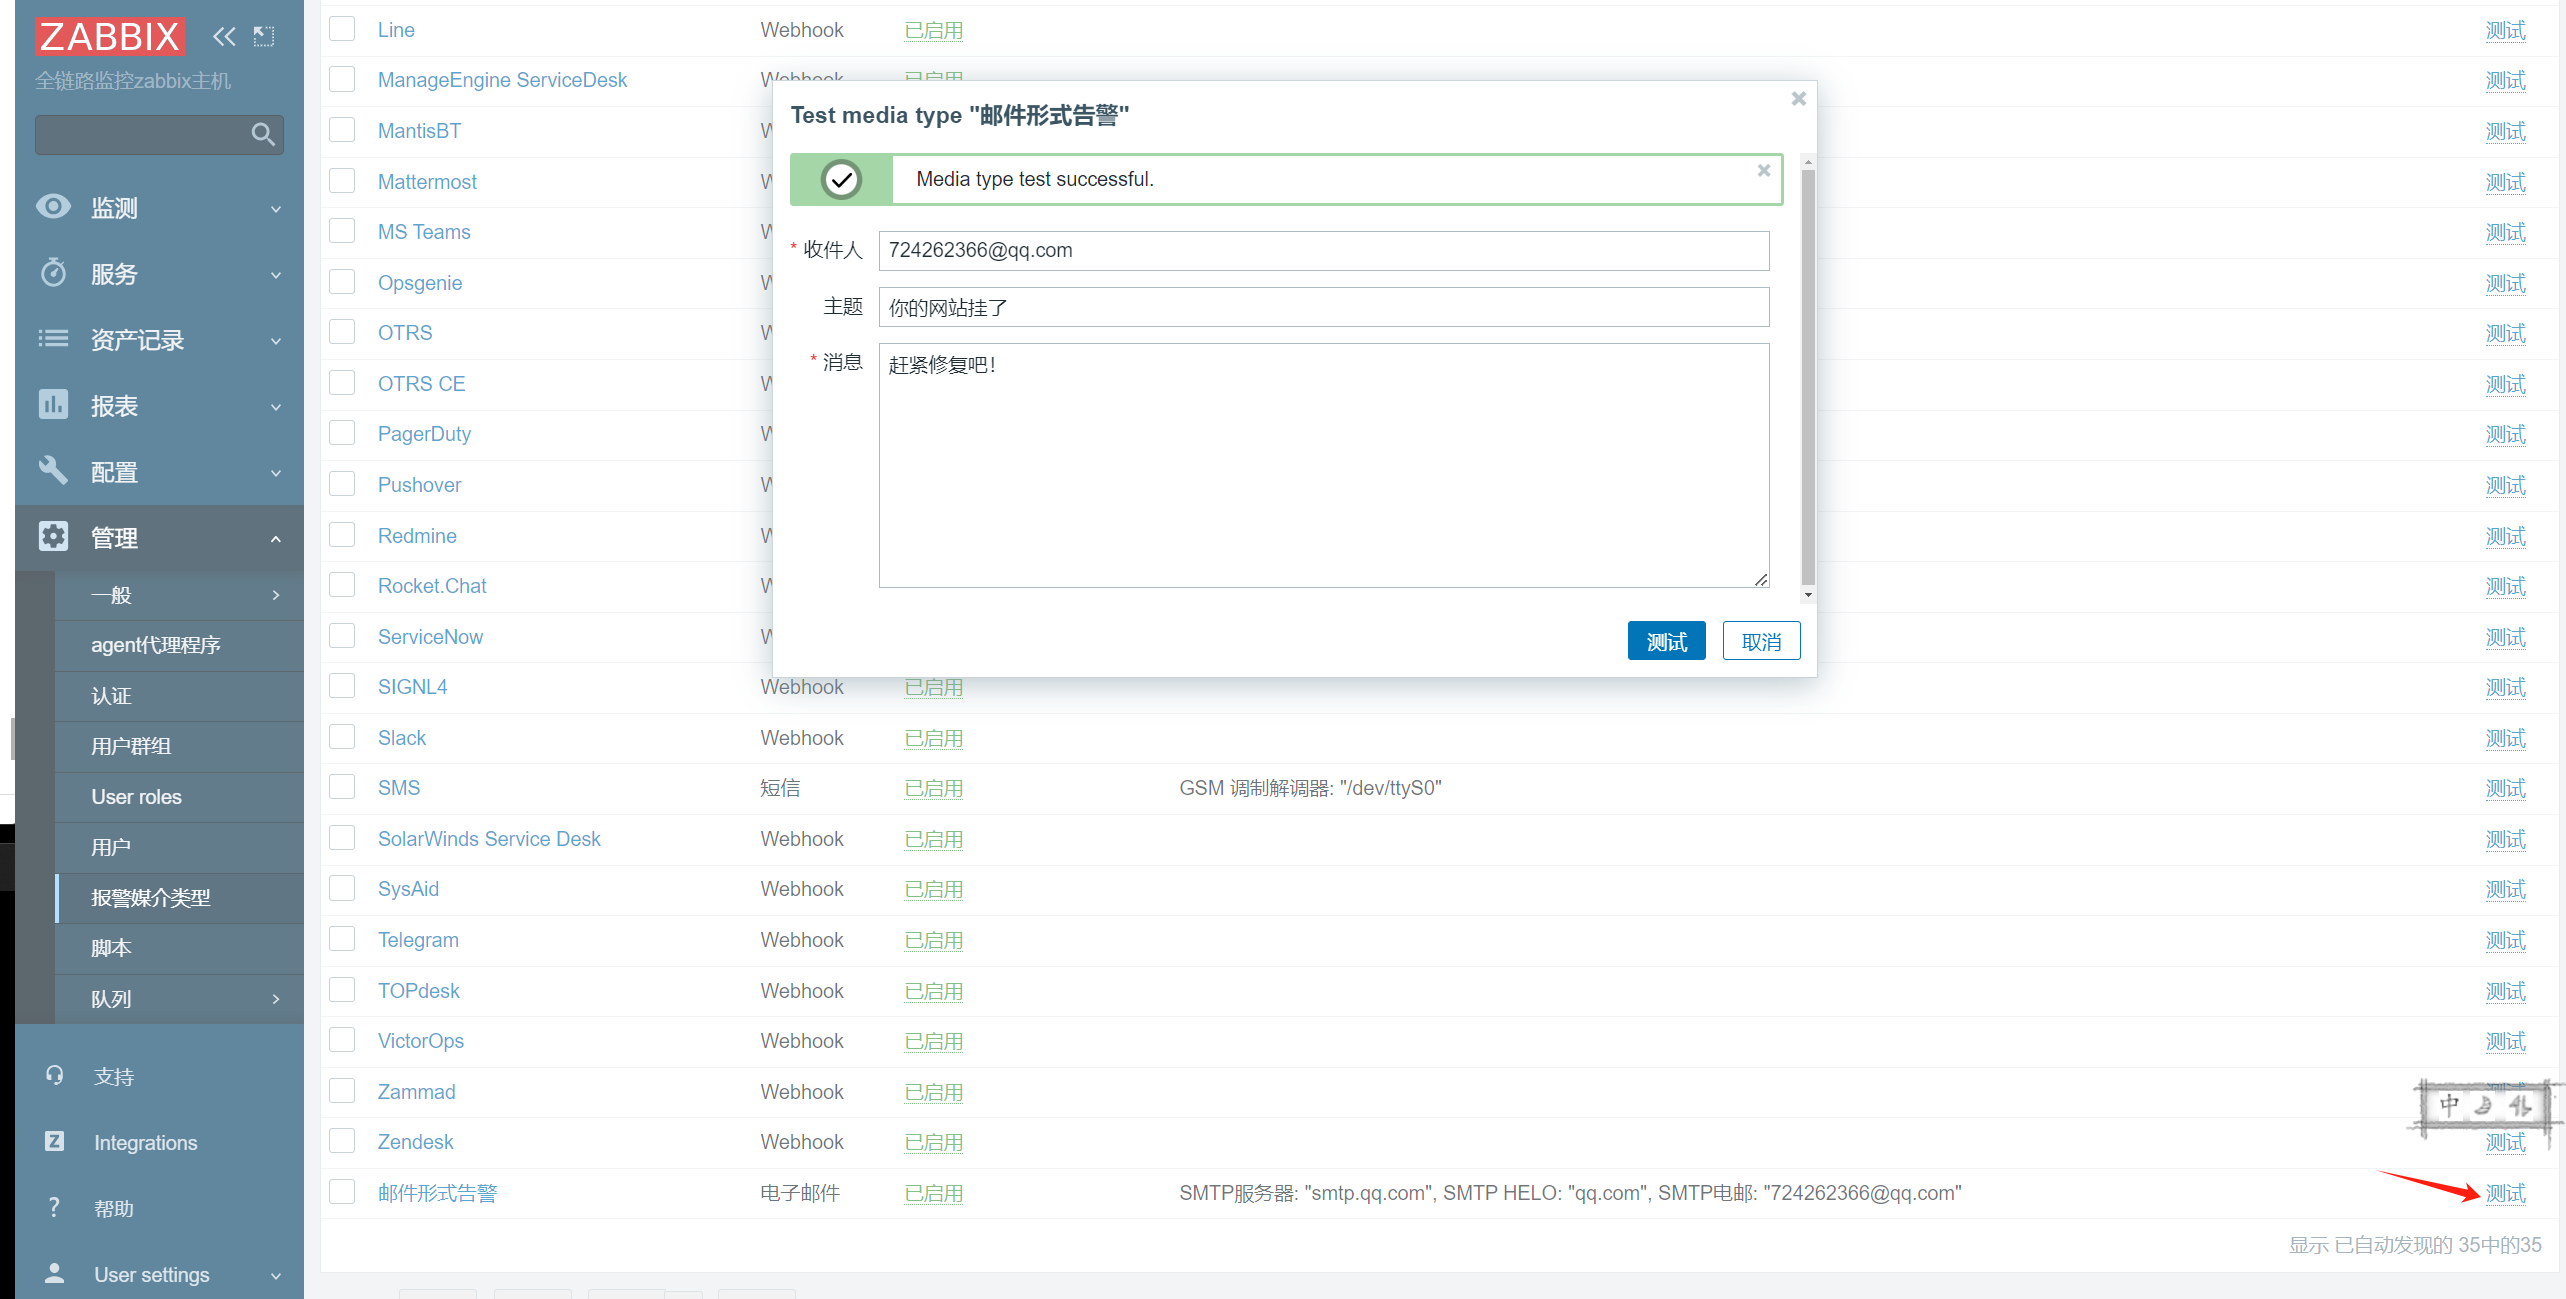 ZABBIX
全链路监控zabbix主机
监测
服务
资产记录
报表
配置
管理
一般
agent代理程序
认证
用户群组
User roles
用户
报警媒介类型
脚本
队列
支持
Integrations
帮助
User settings
Line Webhook 已启用 测试
ManageEngine ServiceDesk Webhook 已启用 测试
MantisBT 测试
Mattermost 测试
MS Teams 测试
Opsgenie 测试
OTRS 测试
OTRS CE 测试
PagerDuty 测试
Pushover 测试
Redmine 测试
Rocket.Chat 测试
ServiceNow 测试
SIGNL4 Webhook 已启用 测试
Slack Webhook 已启用 测试
SMS 短信 已启用 GSM 调制解调器: "/dev/ttyS0" 测试
SolarWinds Service Desk Webhook 已启用 测试
SysAid Webhook 已启用 测试
Telegram Webhook 已启用 测试
TOPdesk Webhook 已启用 测试
VictorOps Webhook 已启用 测试
Zammad Webhook 已启用
Zendesk Webhook 已启用 测试
邮件形式告警 电子邮件 已启用 SMTP服务器: "smtp.qq.com", SMTP HELO: "qq.com", SMTP电邮: "724262366@qq.com" 测试
显示 已自动发现的 35中的35
Test media type "邮件形式告警"
Media type test successful.
* 收件人 724262366@qq.com
主题 你的网站挂了
* 消息 赶紧修复吧!
测试 取消
中